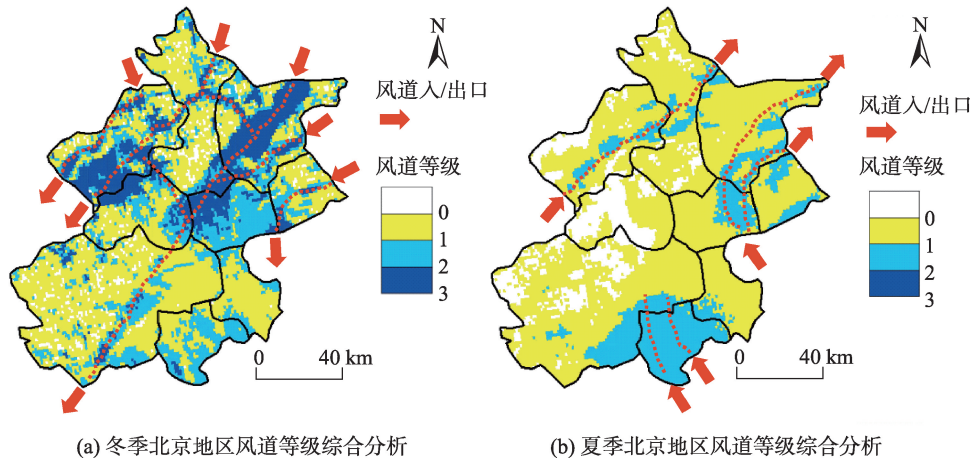 N
风道入/出口
风道等级
0
1
2
3
0 40 km
(a) 冬季北京地区风道等级综合分析
N
风道入/出口
风道等级
0
1
2
3
0 40 km
(b) 夏季北京地区风道等级综合分析